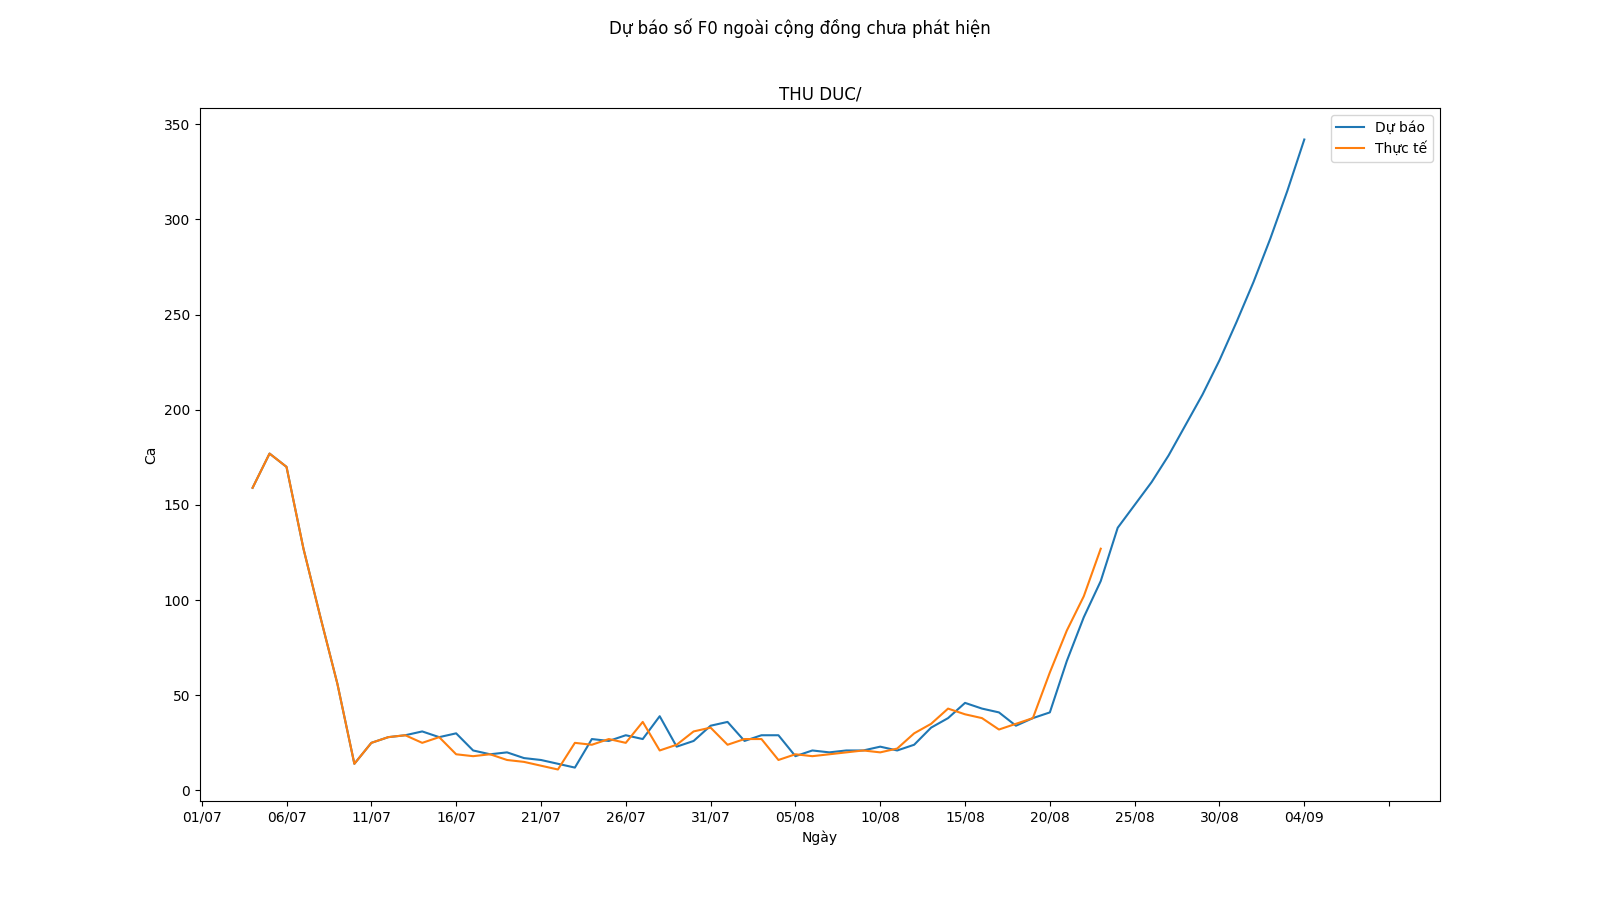 Dự báo số F0 ngoài cộng đồng chưa phát hiện
THU DUC/
Dự báo
Thực tế
350
300
250
200
150
100
50
0
Ca
01/07 06/07 11/07 16/07 21/07 26/07 31/07 05/08 10/08 15/08 20/08 25/08 30/08 04/09
Ngày